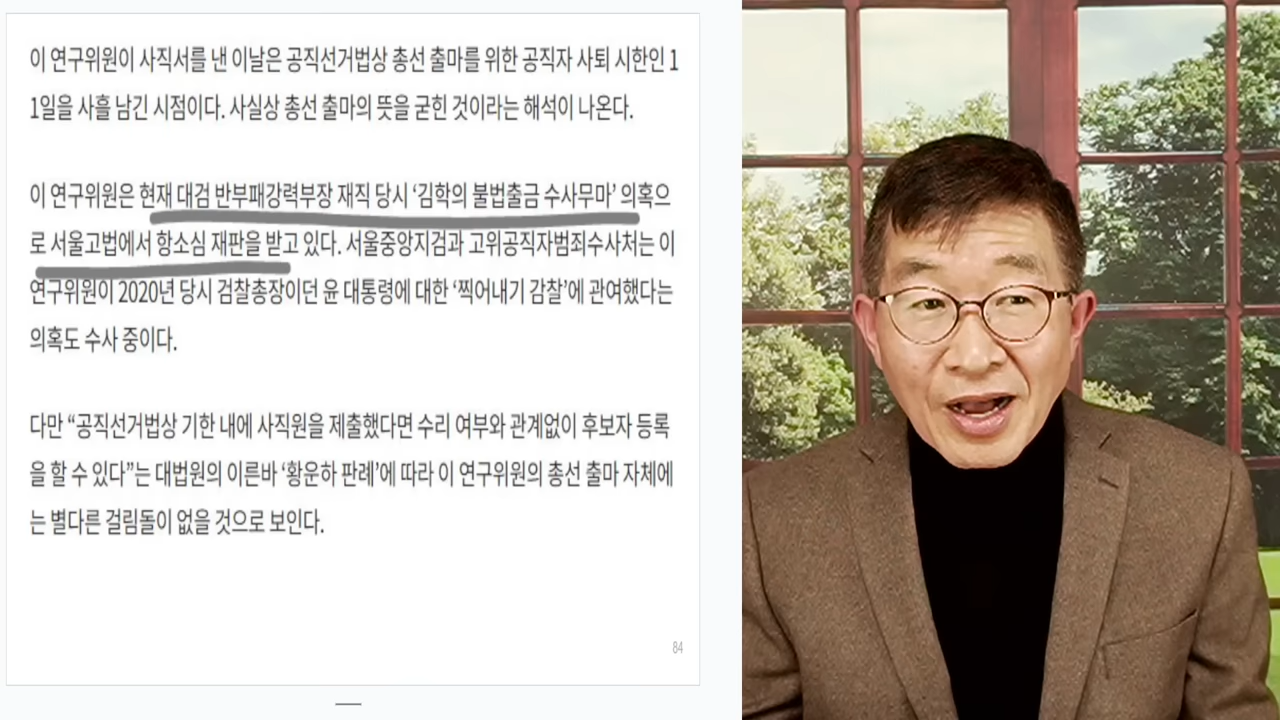 이 연구위원이 사직서를 낸 이날은 공직선거법상 총선 출마를 위한 공직자 사퇴 시한인 1
1일을 사흘 남긴 시점이다. 사실상 총선 출마의 뜻을 굳힌 것이라는 해석이 나온다.
이 연구위원은 현재 대검 반부패강력부장 재직 당시 ‘김학의 불법출금 수사무마’ 의혹으
로 서울고법에서 항소심 재판을 받고 있다. 서울중앙지검과 고위공직자범죄수사처는 이
연구위원이 2020년 당시 검찰총장이던 윤 대통령에 대한 ‘찍어내기 감찰’에 관여했다는
의혹도 수사 중이다.
다만 “공직선거법상 기한 내에 사직원을 제출했다면 수리 여부와 관계없이 후보자 등록
을 할 수 있다”는 대법원의 이른바 ‘황운하 판례’에 따라 이 연구위원의 총선 출마 자체에
는 별다른 걸림돌이 없을 것으로 보인다.
84